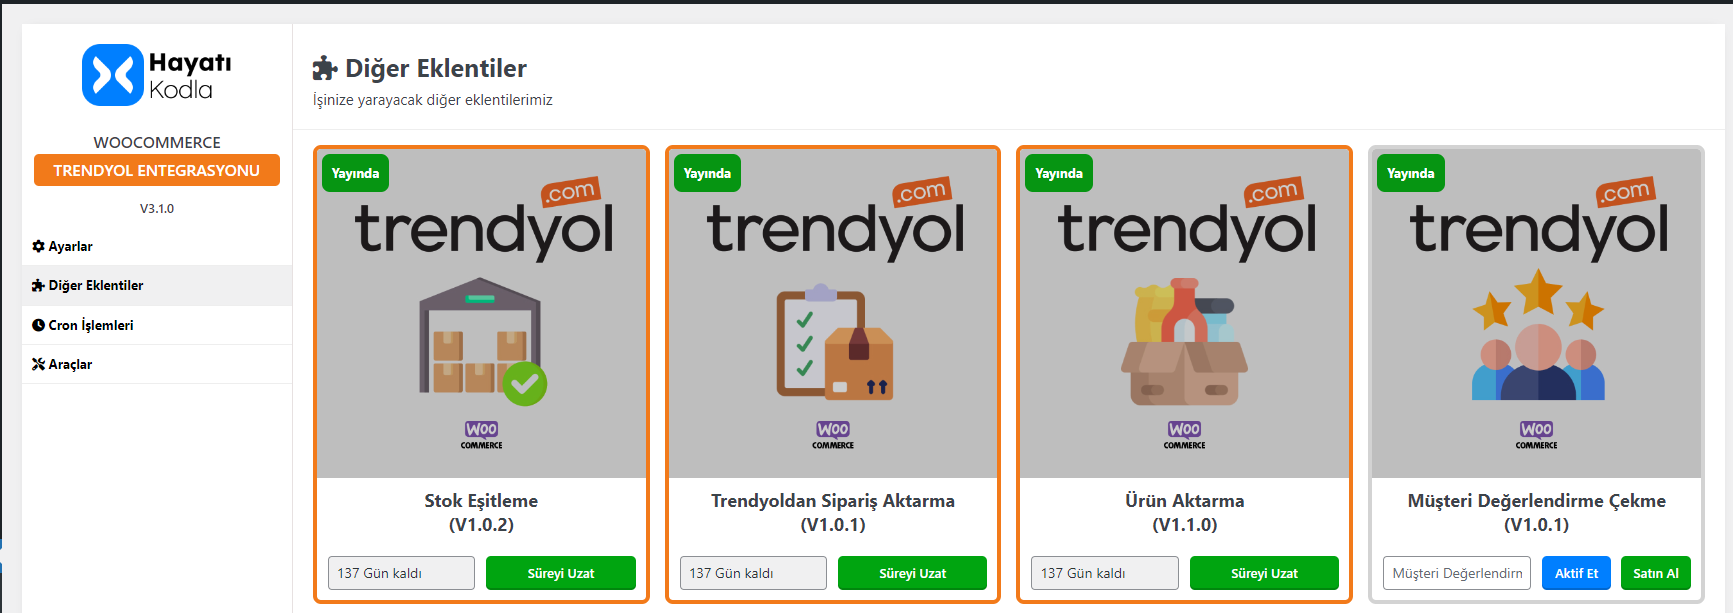 Hayatı
Kodla
WOOCOMMERCE
TRENDYOL ENTEGRASYONU
V3.1.0
Ayarlar
Diğer Eklentiler
Cron İşlemleri
Araçlar
Diğer Eklentiler
İşinize yarayacak diğer eklentilerimiz
Yayında
trendyol
.com
WOO
COMMERCE
Stok Eşitleme
(V1.0.2)
137 Gün kaldı
Süreyi Uzat
Yayında
trendyol
.com
WOO
COMMERCE
Trendyoldan Sipariş Aktarma
(V1.0.1)
137 Gün kaldı
Süreyi Uzat
Yayında
trendyol
.com
WOO
COMMERCE
Ürün Aktarma
(V1.1.0)
137 Gün kaldı
Süreyi Uzat
Yayında
trendyol
.com
WOO
COMMERCE
Müşteri Değerlendirme Çekme
(V1.0.1)
Müşteri Değerlendirn
Aktif Et
Satın Al